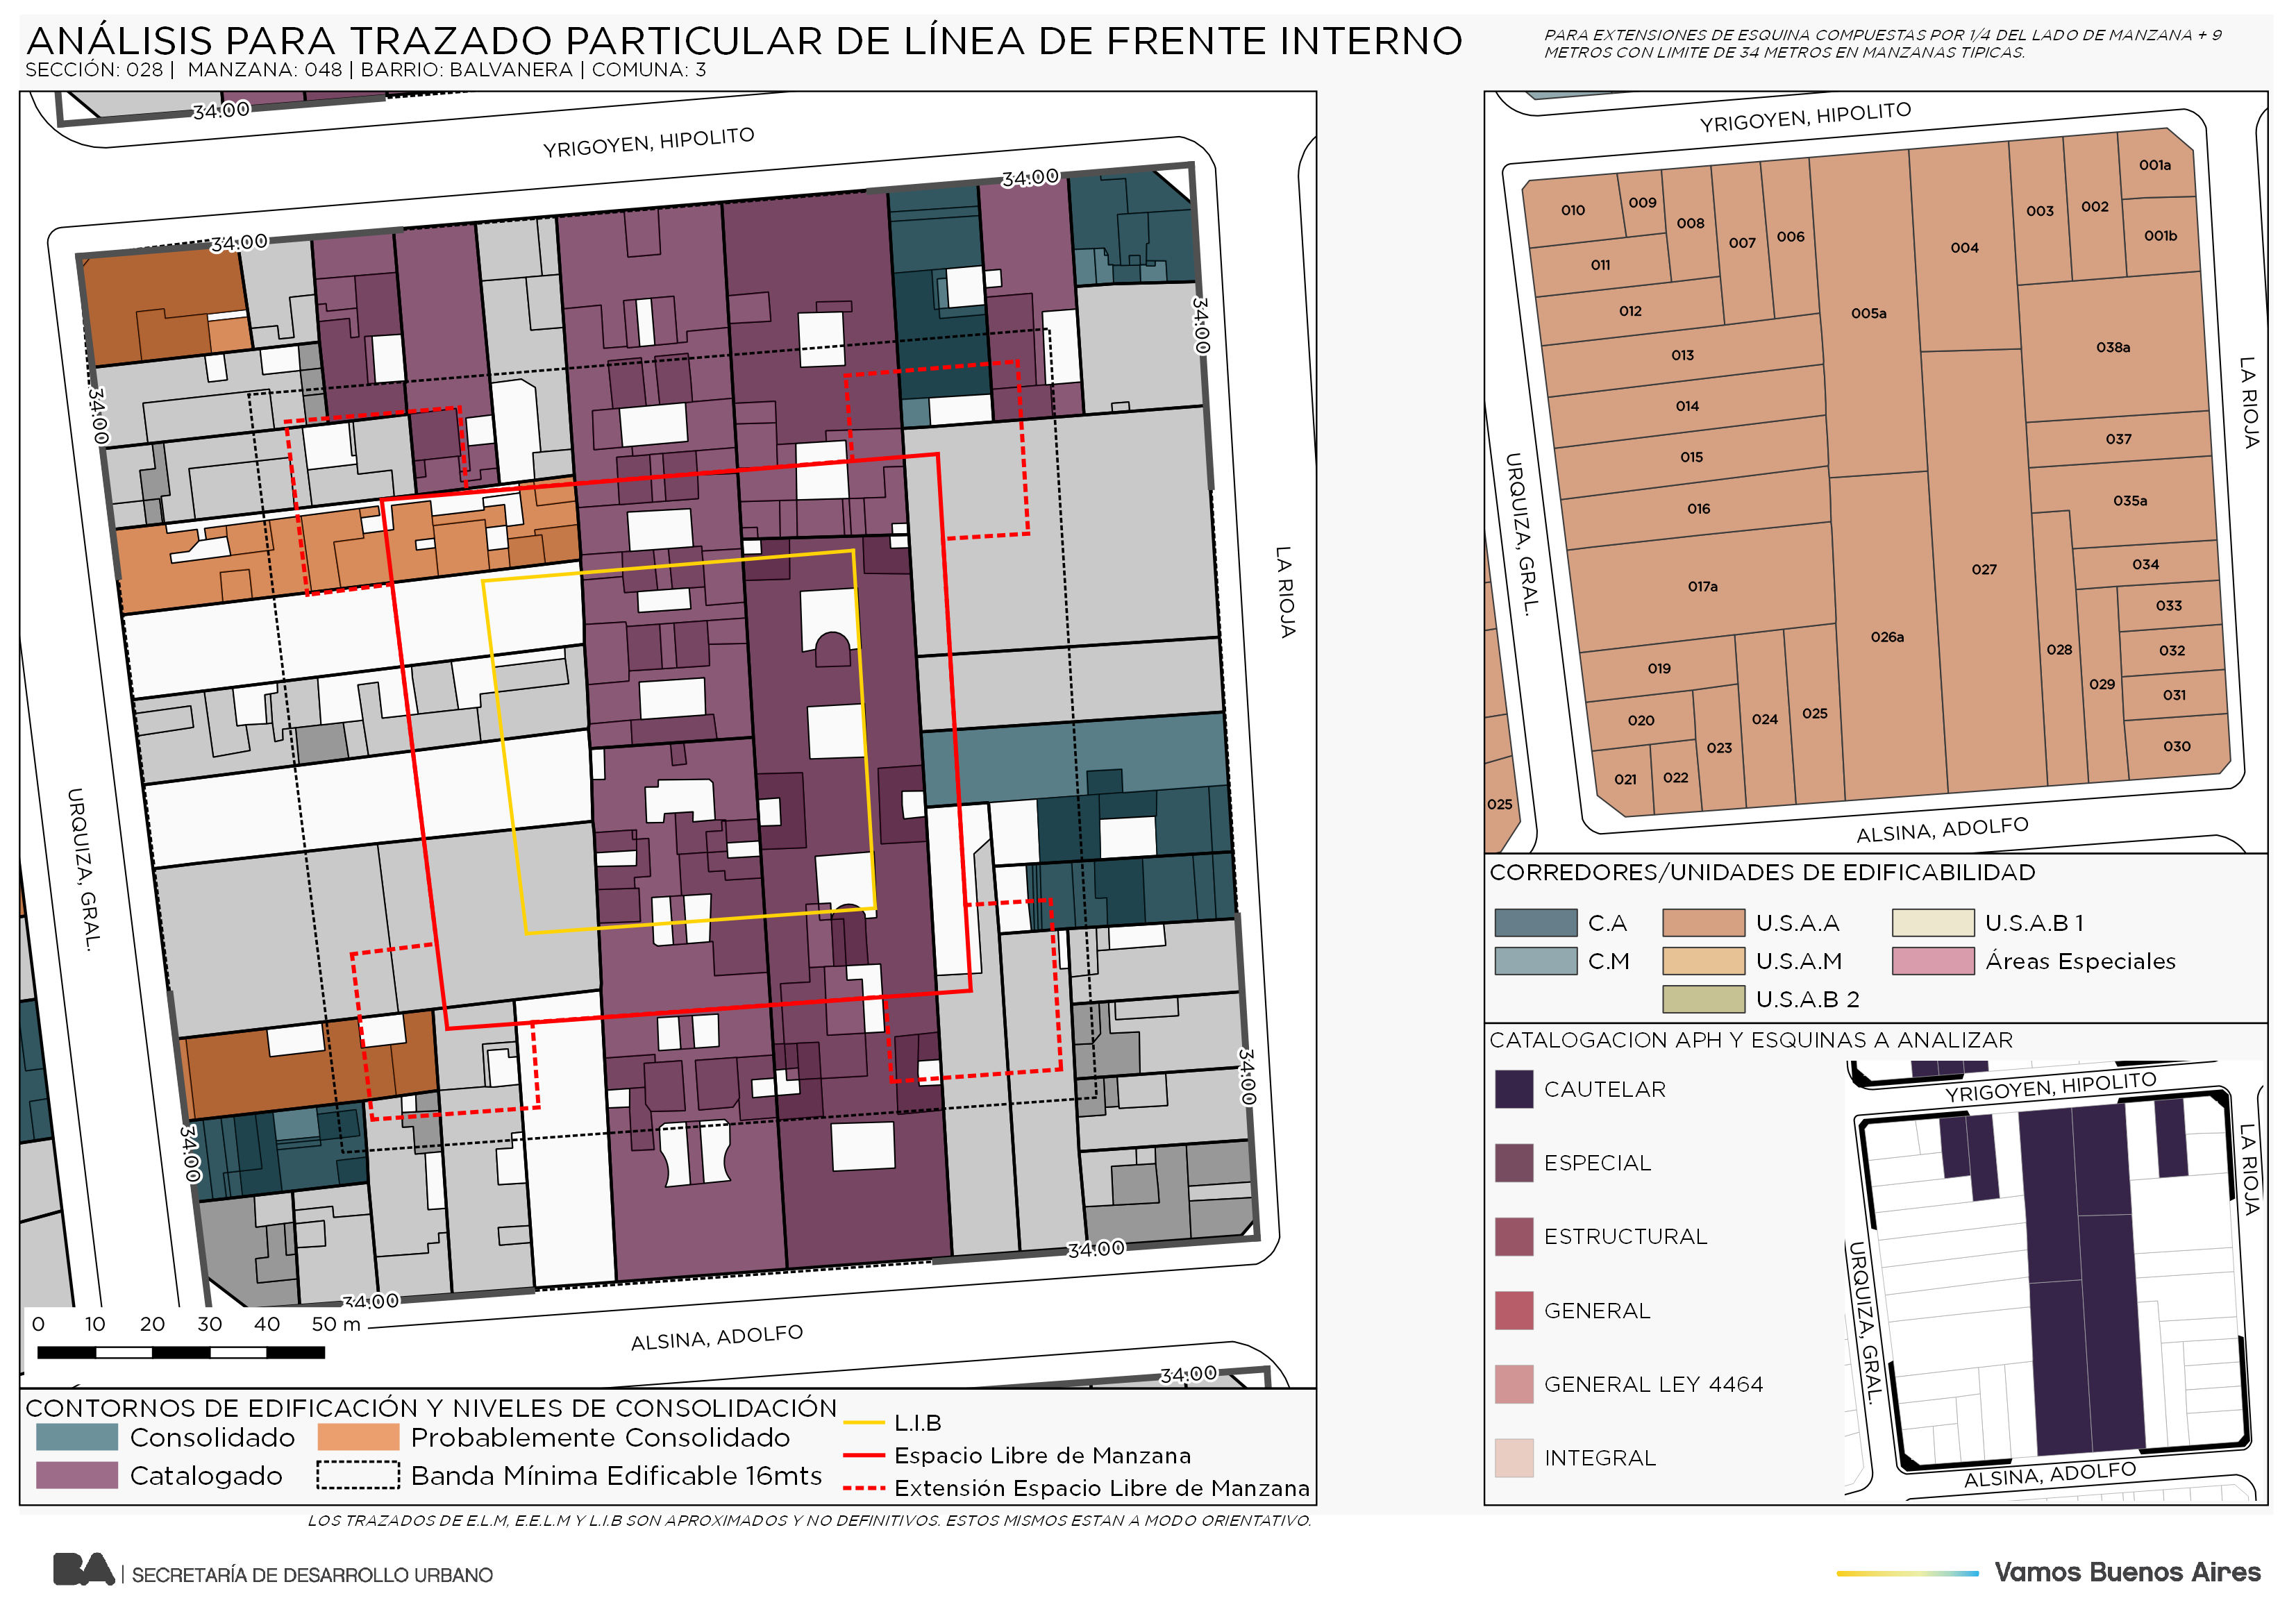 ANÁLISIS PARA TRAZADO PARTICULAR DE LÍNEA DE FRENTE INTERNO
SECCIÓN: 028 | MANZANA: 048 | BARRIO: BALVANERA | COMUNA: 3
PARA EXTENSIONES DE ESQUINA COMPUESTAS POR 1/4 DEL LADO DE MANZANA + 9
METROS CON LIMITE DE 34 METROS EN MANZANAS TIPICAS.
34.00
YRIGOYEN, HIPOLITO
34.00
34.00
34.00
34.00
LA RIOJA
URQUIZA, GRAL.
34.00
34.00
34.00
34.00
ALSINA, ADOLFO
34.00
0 10 20 30 40 50 m
CONTORNOS DE EDIFICACIÓN Y NIVELES DE CONSOLIDACIÓN
Consolidado
Probablemente Consolidado
Catalogado
Banda Mínima Edificable 16mts
L.I.B
Espacio Libre de Manzana
Extensión Espacio Libre de Manzana
LOS TRAZADOS DE E.L.M, E.E.L.M Y L.I.B SON APROXIMADOS Y NO DEFINITIVOS. ESTOS MISMOS ESTAN A MODO ORIENTATIVO.
YRIGOYEN, HIPOLITO
001a
010
009
008
007
006
004
003
002
001b
011
012
005a
038a
013
014
037
015
035a
016
034
027
017a
033
026a
028
032
019
029
031
020
024
025
023
030
021
022
025
URQUIZA, GRAL.
LA RIOJA
ALSINA, ADOLFO
CORREDORES/UNIDADES DE EDIFICABILIDAD
C.A
U.S.A.A
U.S.A.B 1
C.M
U.S.A.M
Áreas Especiales
U.S.A.B 2
CATALOGACION APH Y ESQUINAS A ANALIZAR
CAUTELAR
ESPECIAL
ESTRUCTURAL
GENERAL
GENERAL LEY 4464
INTEGRAL
YRIGOYEN, HIPOLITO
LA RIOJA
URQUIZA, GRAL.
ALSINA, ADOLFO
BA | SECRETARÍA DE DESARROLLO URBANO
Vamos Buenos Aires